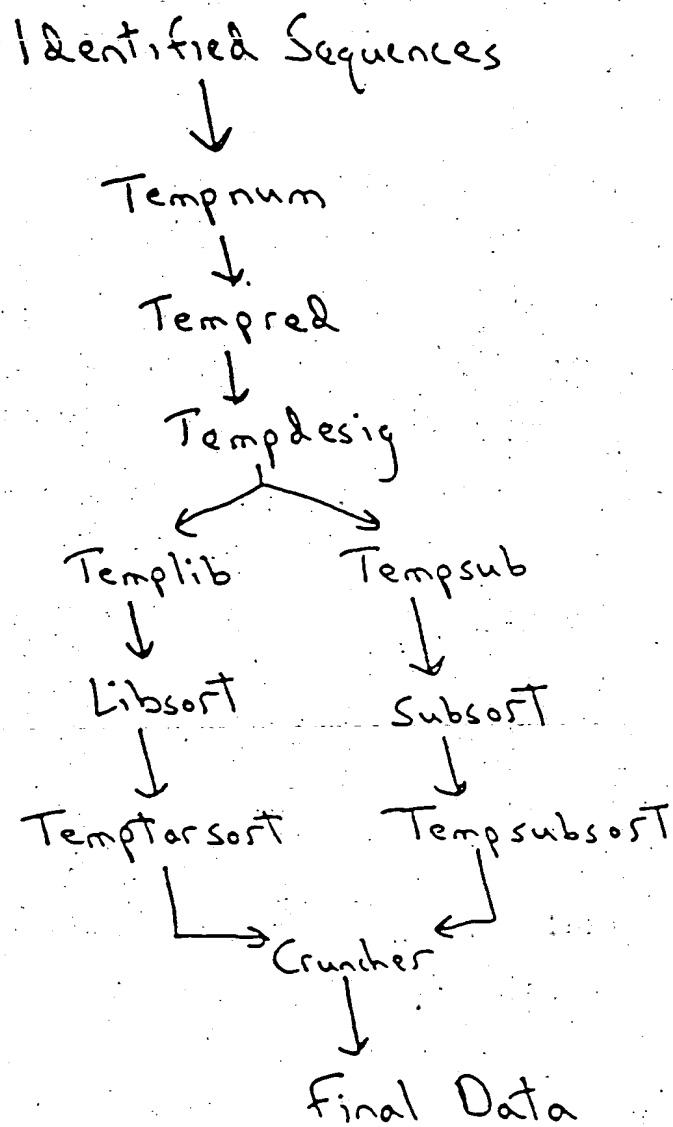 Identified Sequences
Tempnum
Tempred
Tempdesig
Templib Tempsub
Libsort Subsort
Temptarsort Tempsubsort
Cruncher
Final Data